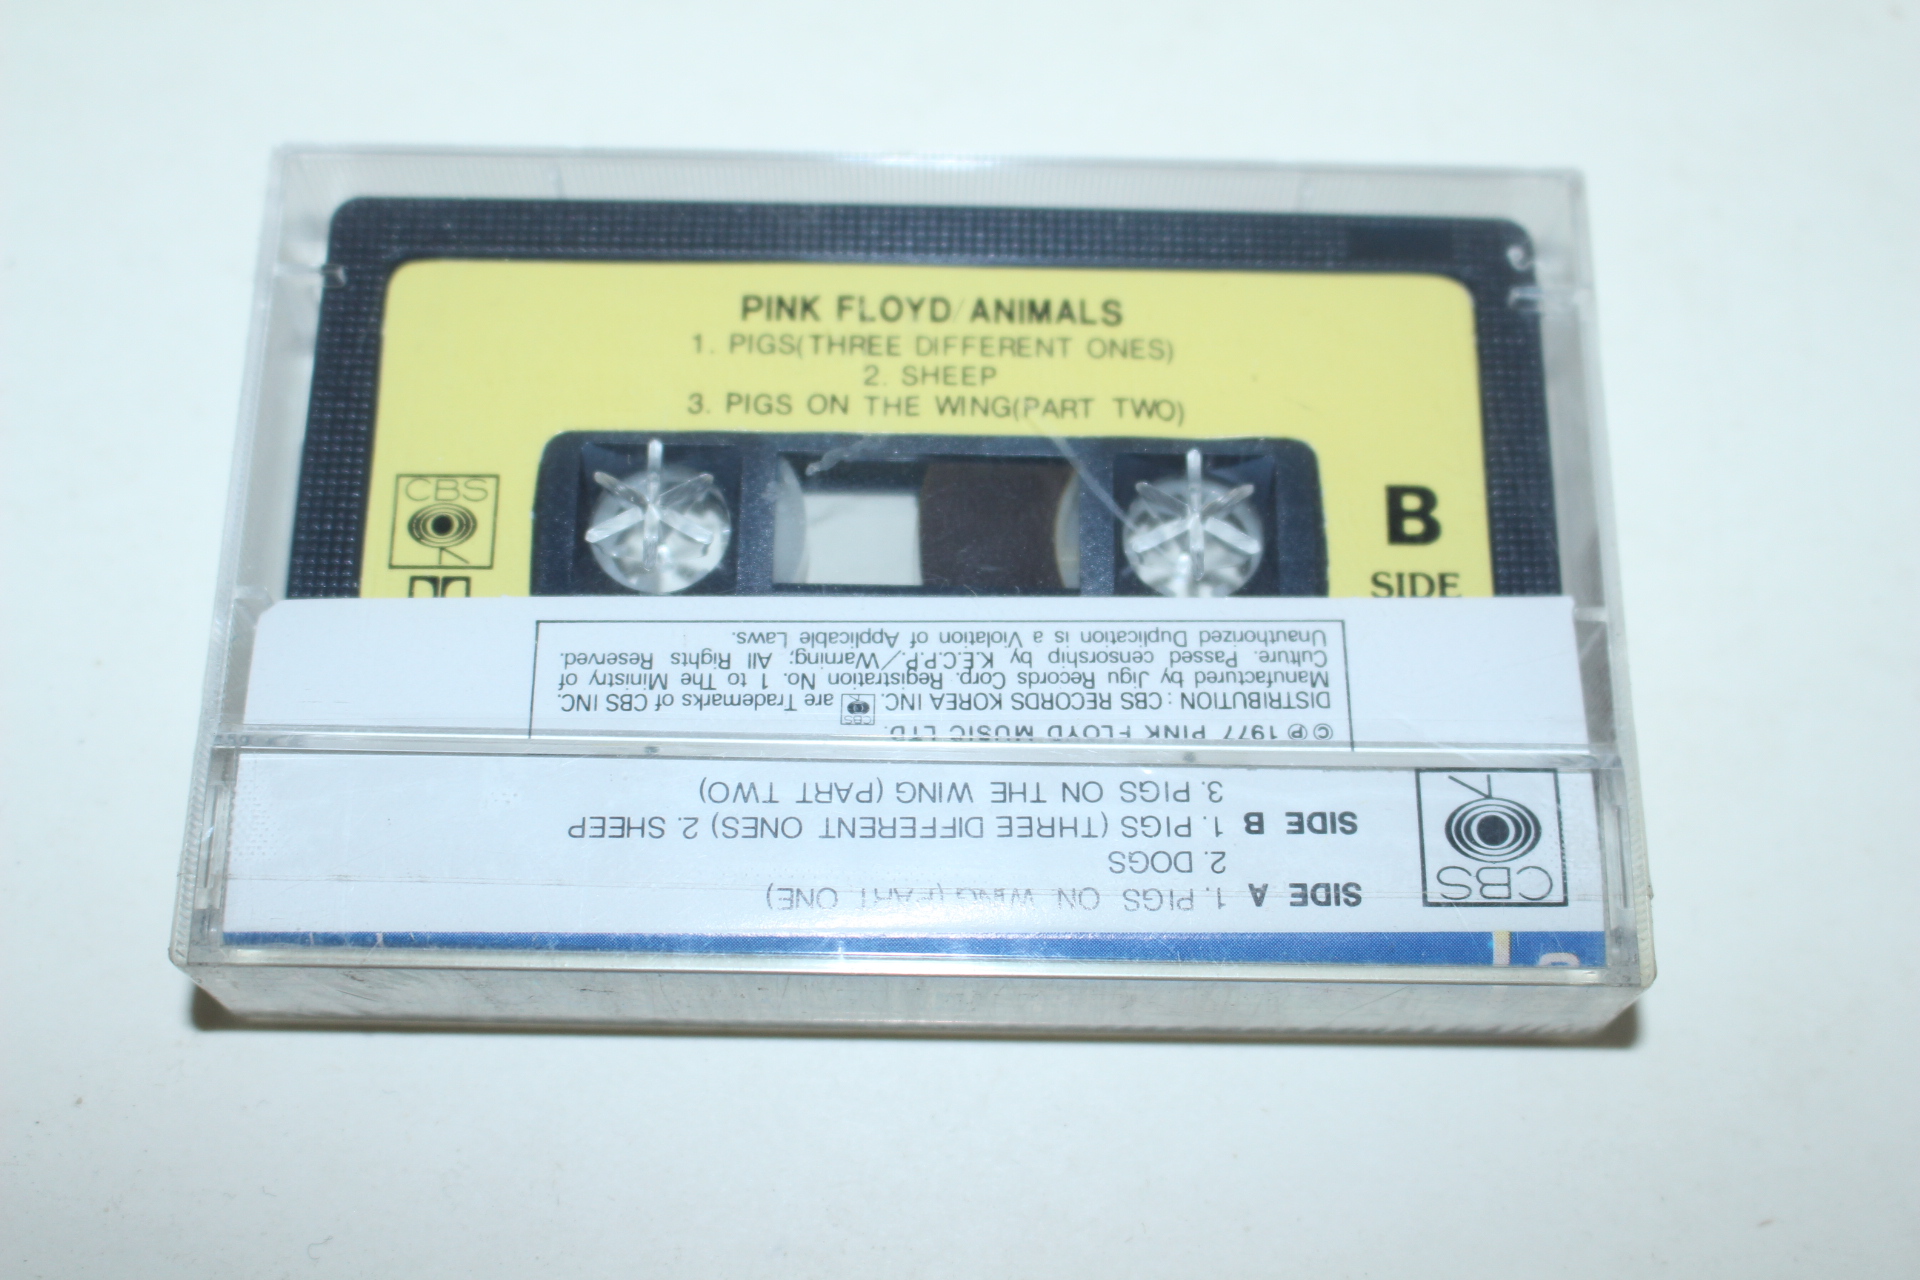 PINK FLOYD/ANIMALS
1. PIGS(THREE DIFFERENT ONES)
2. SHEEP
3. PIGS ON THE WING(PART TWO)
CBS
B
SIDE
CBS
SIDE A 1. PIGS ON WING (PART ONE)
2. DOGS
SIDE B 1. PIGS (THREE DIFFERENT ONES) 2. SHEEP
3. PIGS ON THE WING (PART TWO)
©℗ 1977 PINK FLOYD MUSIC LTD.
DISTRIBUTION : CBS RECORDS KOREA INC. CBS are Trademarks of CBS INC.
Manufactured by Jigu Records Corp. Registration No. 1 to The Ministry of
Culture. Passed censorship by K.E.C.P.P./Warning; All Rights Reserved.
Unauthorized Duplication is a Violation of Applicable Laws.